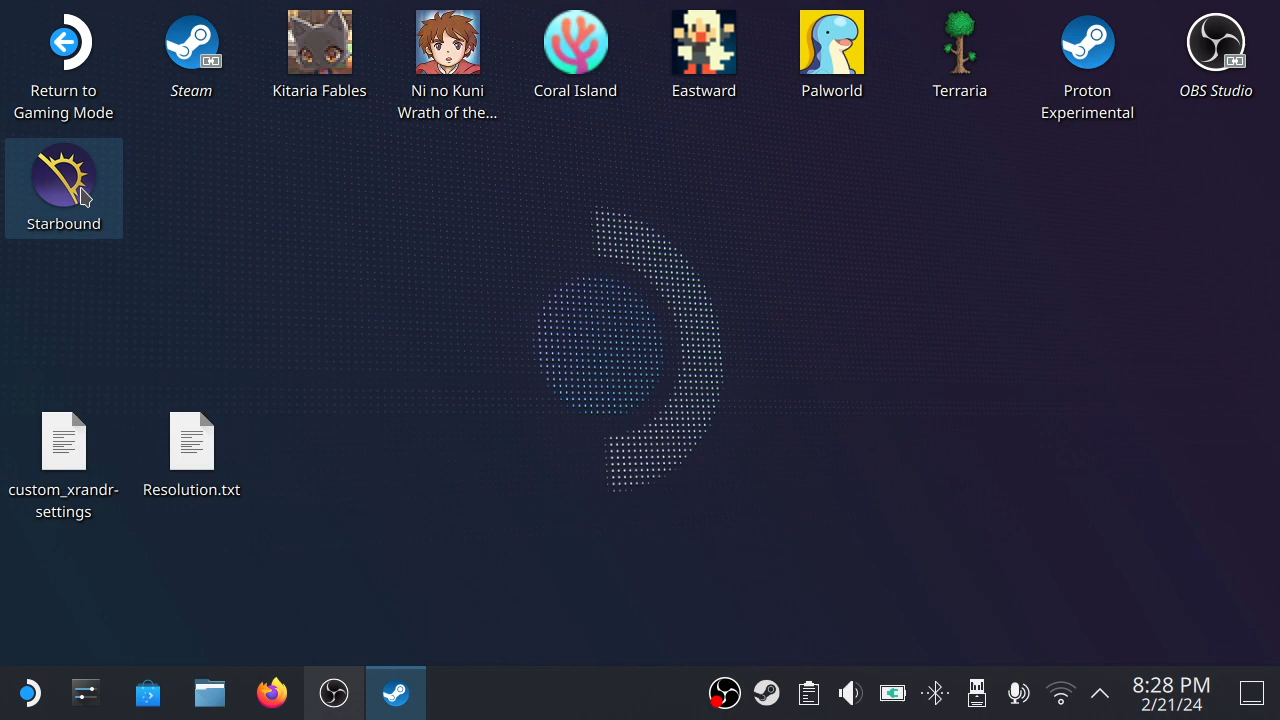 Return to
Gaming Mode
Steam
Kitaria Fables
Ni no Kuni
Wrath of the...
Coral Island
Eastward
Palworld
Terraria
Proton
Experimental
OBS Studio
Starbound
custom_xrandr-
settings
Resolution.txt
8:28 PM
2/21/24